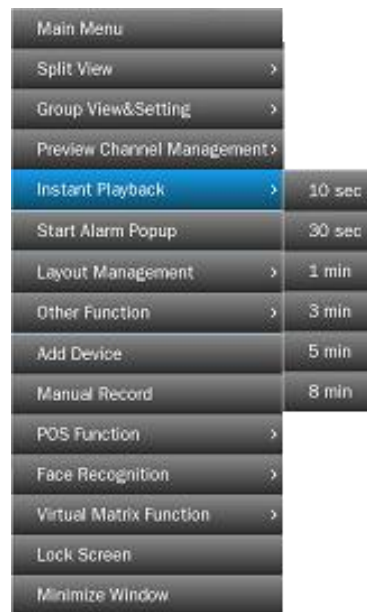 Main Menu
Split View >
Group View&Setting >
Preview Channel Management >
Instant Playback >
10 sec
Start Alarm Popup
30 sec
Layout Management >
1 min
Other Function >
3 min
Add Device
5 min
Manual Record
8 min
POS Function >
Face Recognition >
Virtual Matrix Function >
Lock Screen
Minimize Window